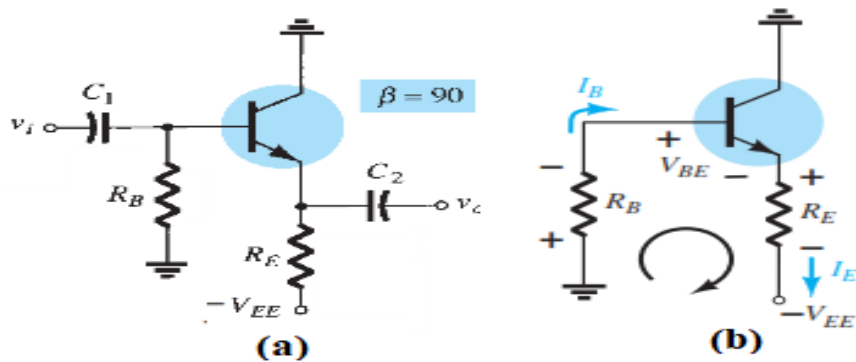 C1
β = 90
vi
C2
RB
vo
RE
−VEE
(a)
IB
+
VBE
−
−
RB
+
+
RE
−
IE
−VEE
(b)